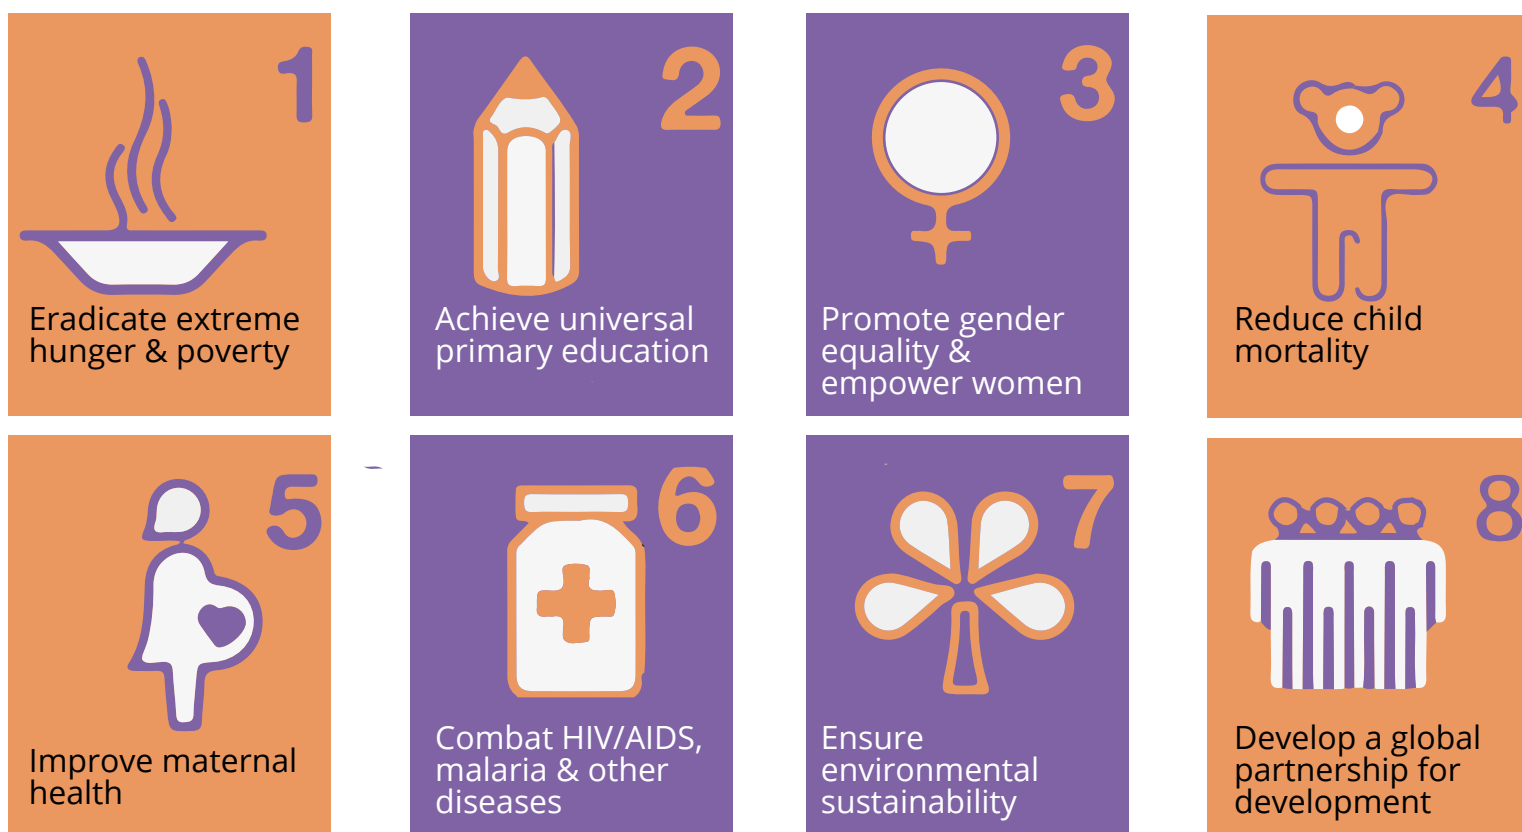 1
Eradicate extreme
hunger & poverty
2
Achieve universal
primary education
3
Promote gender
equality &
empower women
4
Reduce child
mortality
5
Improve maternal
health
6
Combat HIV/AIDS,
malaria & other
diseases
7
Ensure
environmental
sustainability
8
Develop a global
partnership for
development